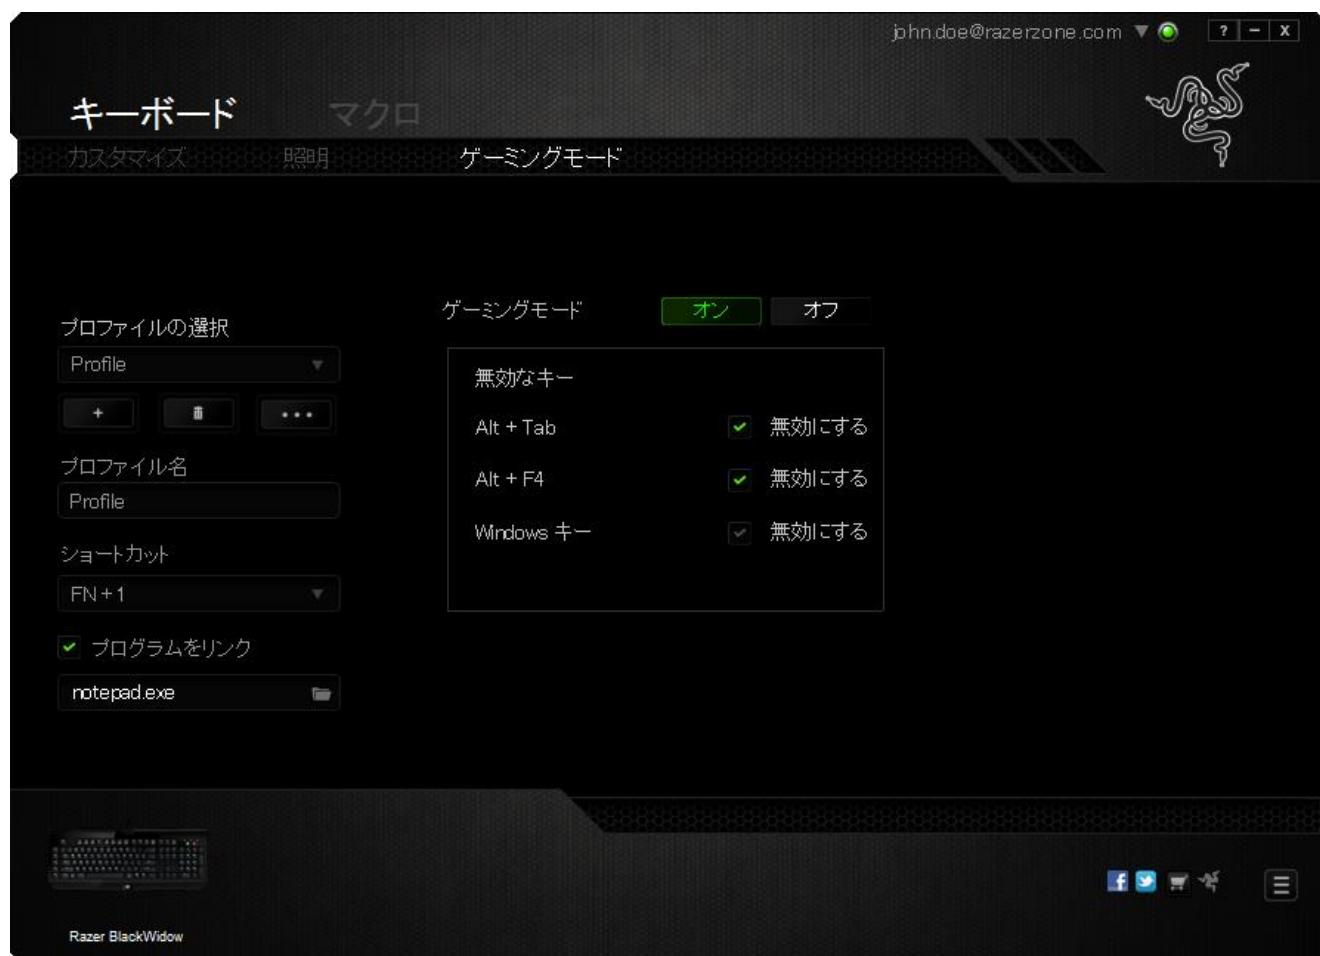 john.doe@razerzone.com
? - X
キーボード マクロ
カスタマイズ 照明 ゲーミングモード
ゲーミングモード オン オフ
プロファイルの選択
Profile
無効なキー
+ •••
Alt + Tab 無効にする
プロファイル名
Alt + F4 無効にする
Profile
Windows キー 無効にする
ショートカット
FN + 1
プログラムをリンク
notepad.exe
Razer BlackWidow